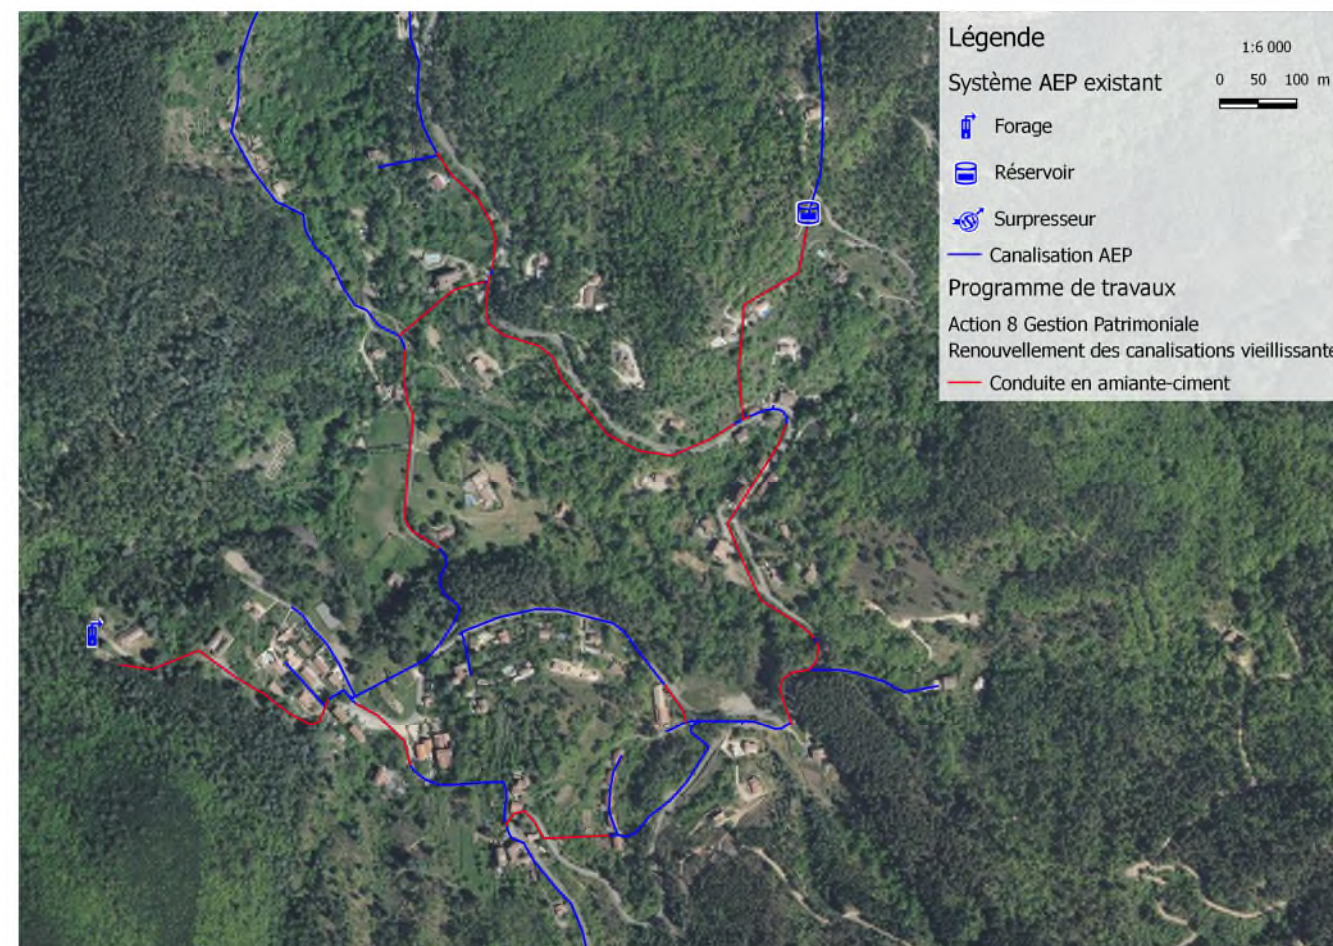 Légende
1:6 000
Système AEP existant
0 50 100 m
Forage
Réservoir
Surpresseur
Canalisation AEP
Programme de travaux
Action 8 Gestion Patrimoniale
Renouvellement des canalisations vieillissante
Conduite en amiante-ciment